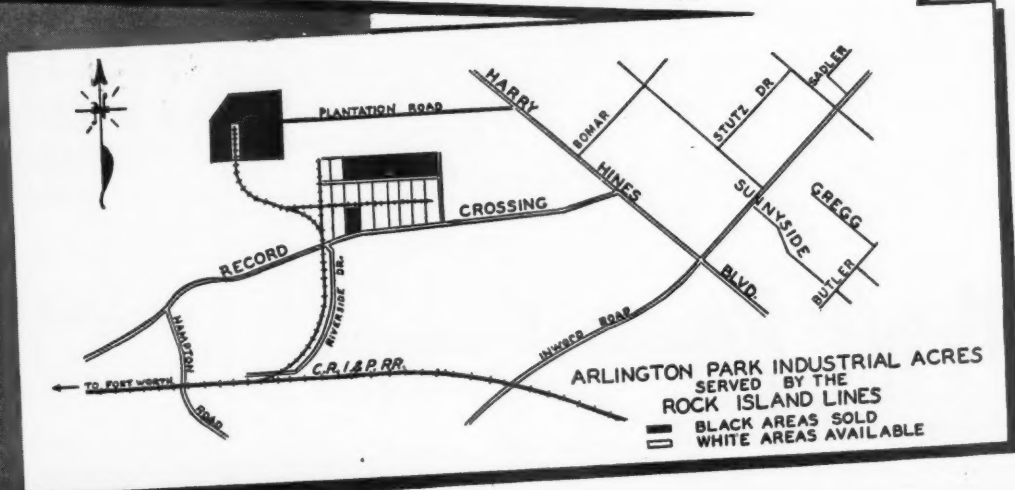 N
PLANTATION ROAD
HARRY
HINES
BLVD.
BOMAR
STUTZ DR
SADLER
SUNNYSIDE
GREGG
BUTLER
RECORD
CROSSING
HAMPTON
ROAD
RIVERSIDE DR.
C.R.I&P.RR.
INWOOD ROAD
TO FORT WORTH
ARLINGTON PARK INDUSTRIAL ACRES
SERVED BY THE
ROCK ISLAND LINES
BLACK AREAS SOLD
WHITE AREAS AVAILABLE